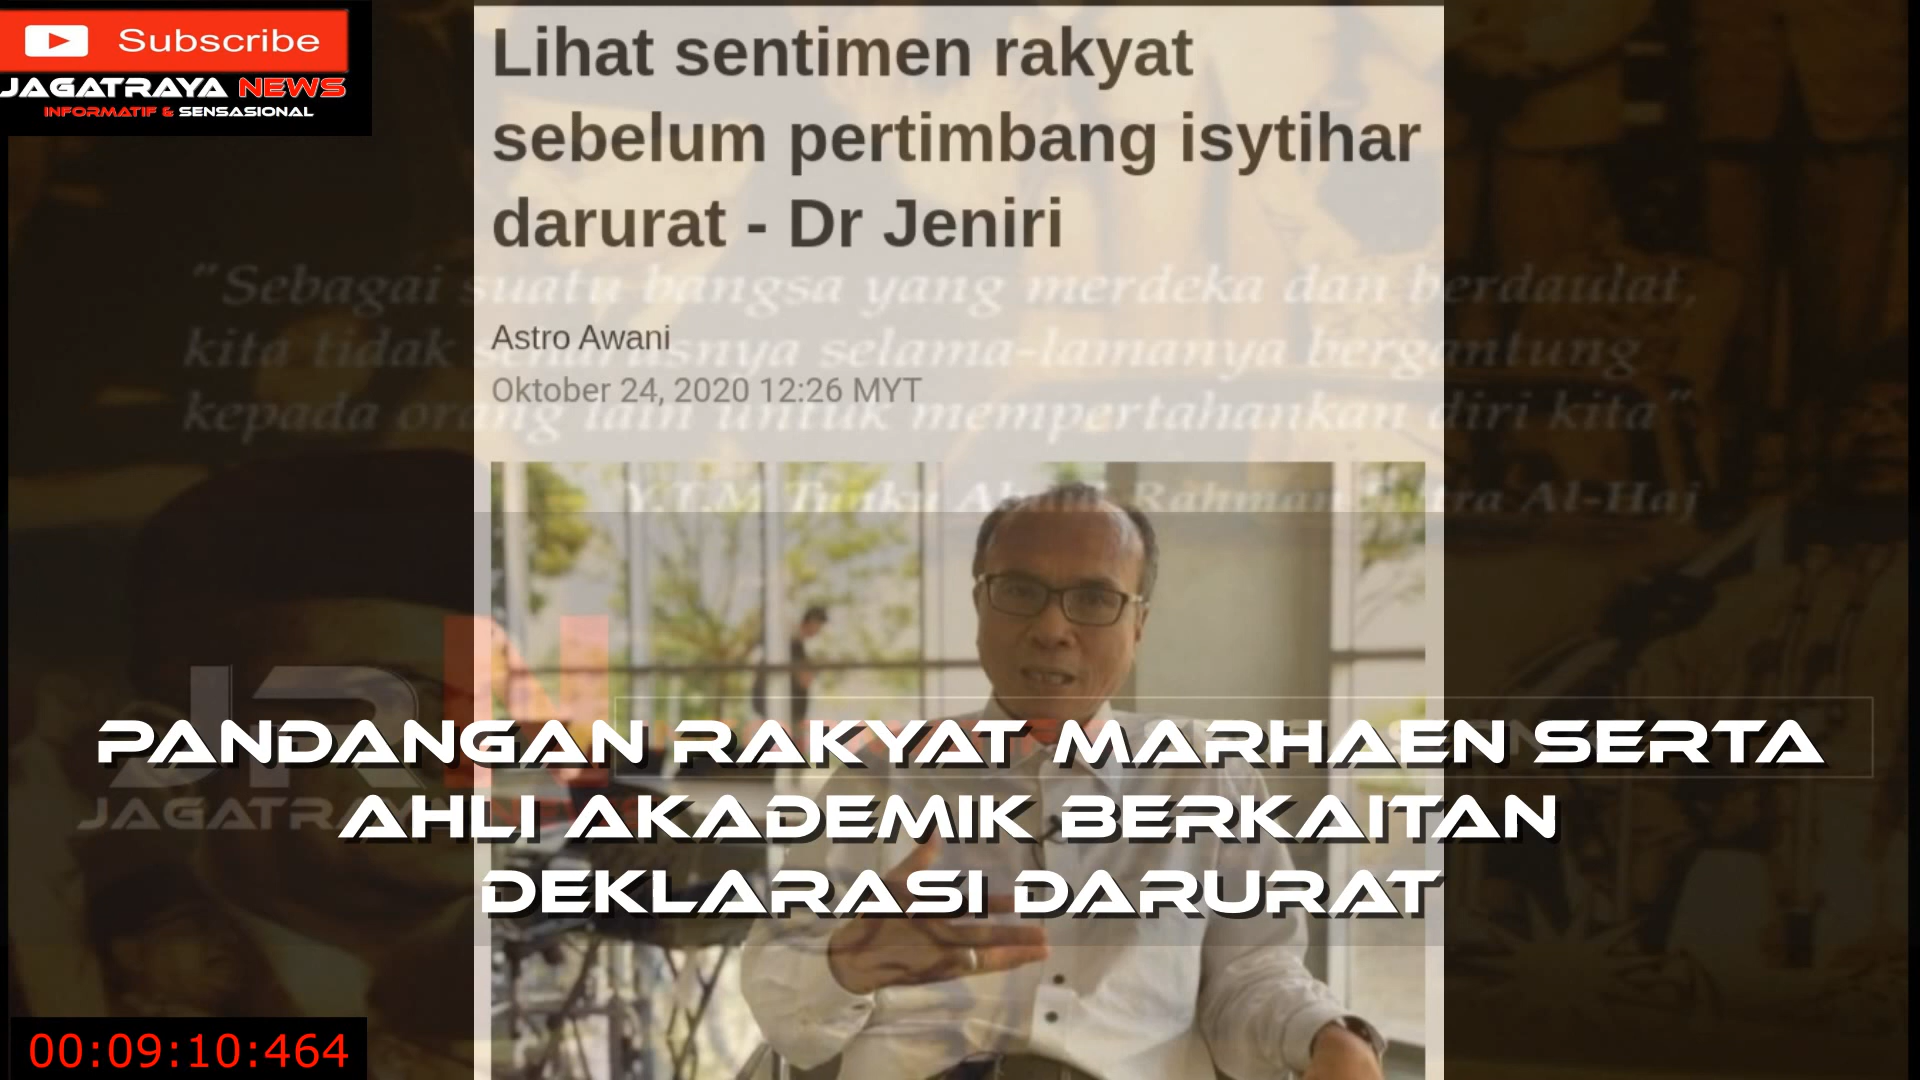 Subscribe
JAGATRAYA NEWS
INFORMATIF & SENSASIONAL
Lihat sentimen rakyat
sebelum pertimbang isytihar
darurat - Dr Jeniri
Astro Awani
Oktober 24, 2020 12:26 MYT
"Sebagai suatu bangsa yang merdeka dan berdaulat,
kita tidak seharusnya selama-lamanya bergantung
kepada orang lain untuk mempertahankan diri kita"
Y.T.M Tunku Abdul Rahman Putra Al-Haj
JRN
JAGATRAYA NEWS
PANDANGAN RAKYAT MARHAEN SERTA
AHLI AKADEMIK BERKAITAN
DEKLARASI DARURAT
00:09:10:464